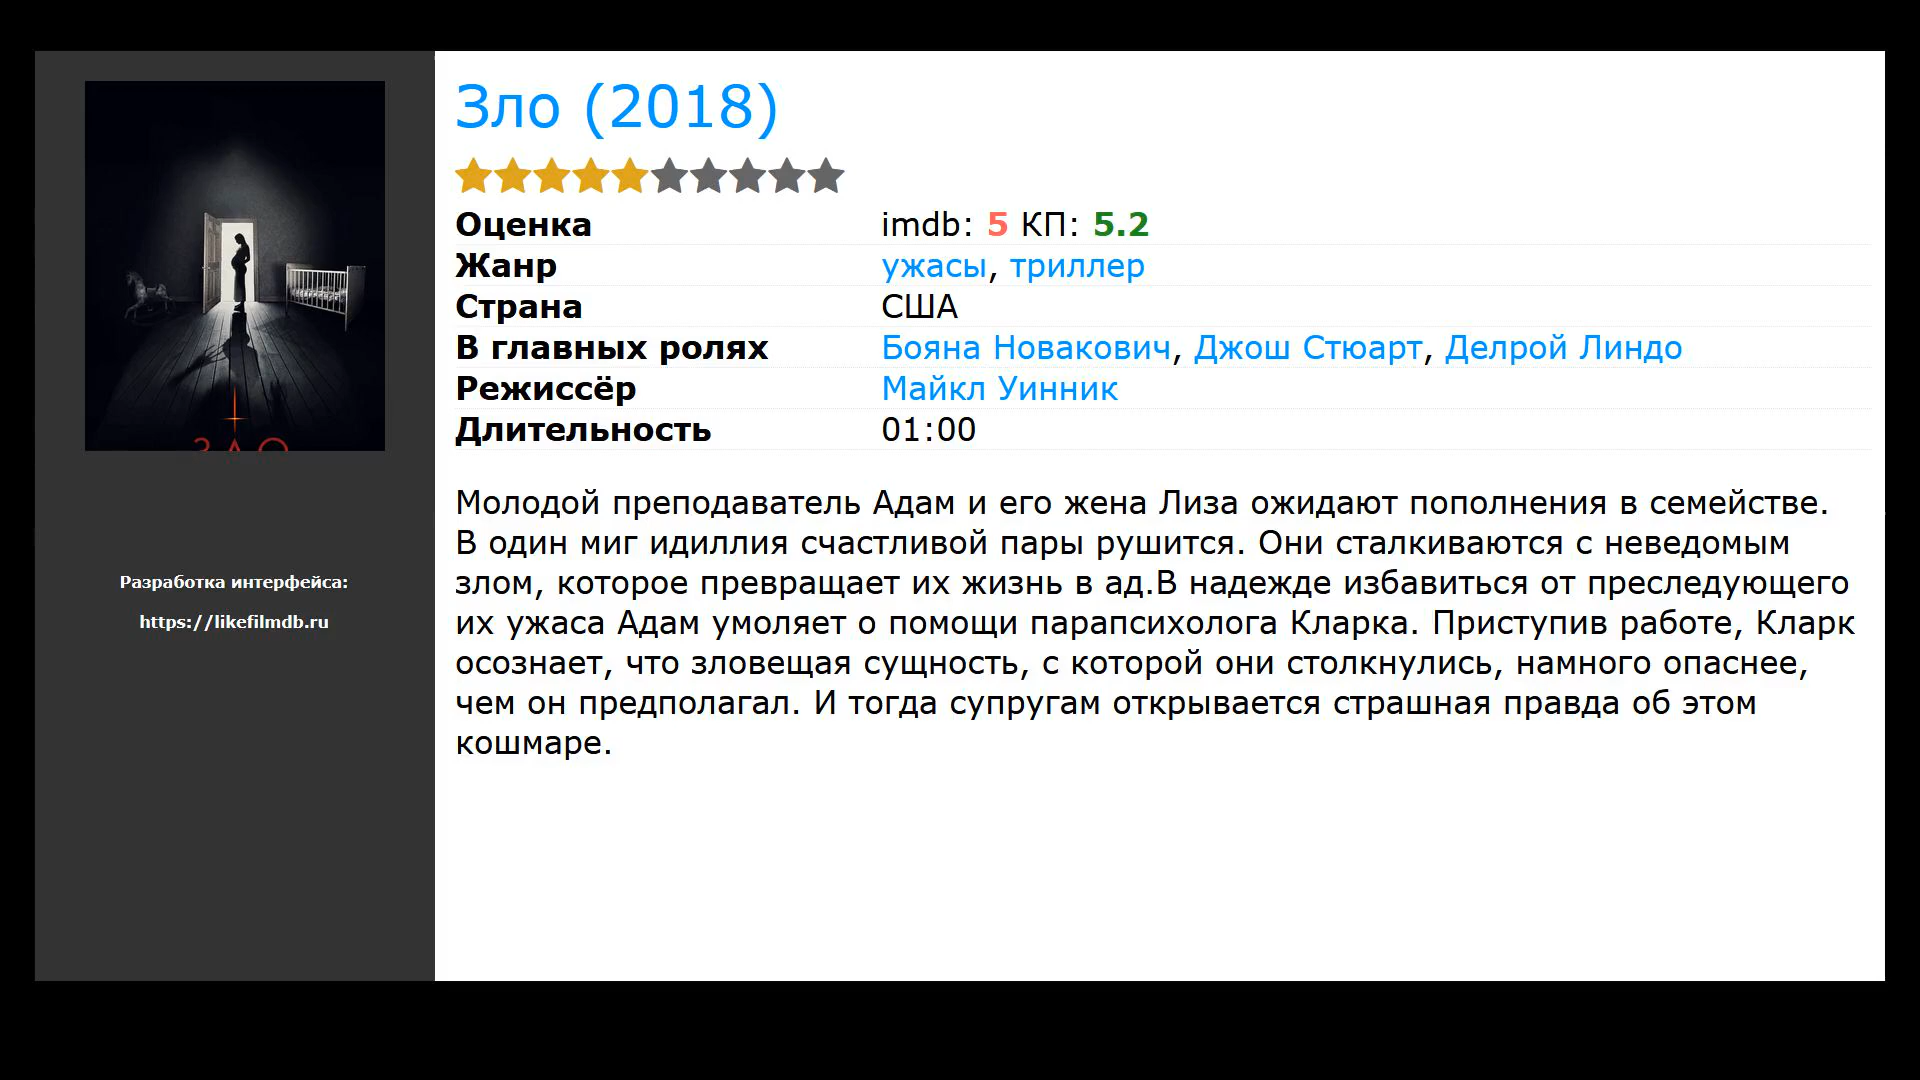 ЗЛО
Разработка интерфейса:
https://likefilmdb.ru
Зло (2018)
Оценка imdb: 5 КП: 5.2
Жанр ужасы, триллер
Страна США
В главных ролях Бояна Новакович, Джош Стюарт, Делрой Линдо
Режиссёр Майкл Уинник
Длительность 01:00
Молодой преподаватель Адам и его жена Лиза ожидают пополнения в семействе.
В один миг идиллия счастливой пары рушится. Они сталкиваются с неведомым
злом, которое превращает их жизнь в ад.В надежде избавиться от преследующего
их ужаса Адам умоляет о помощи парапсихолога Кларка. Приступив работе, Кларк
осознает, что зловещая сущность, с которой они столкнулись, намного опаснее,
чем он предполагал. И тогда супругам открывается страшная правда об этом
кошмаре.